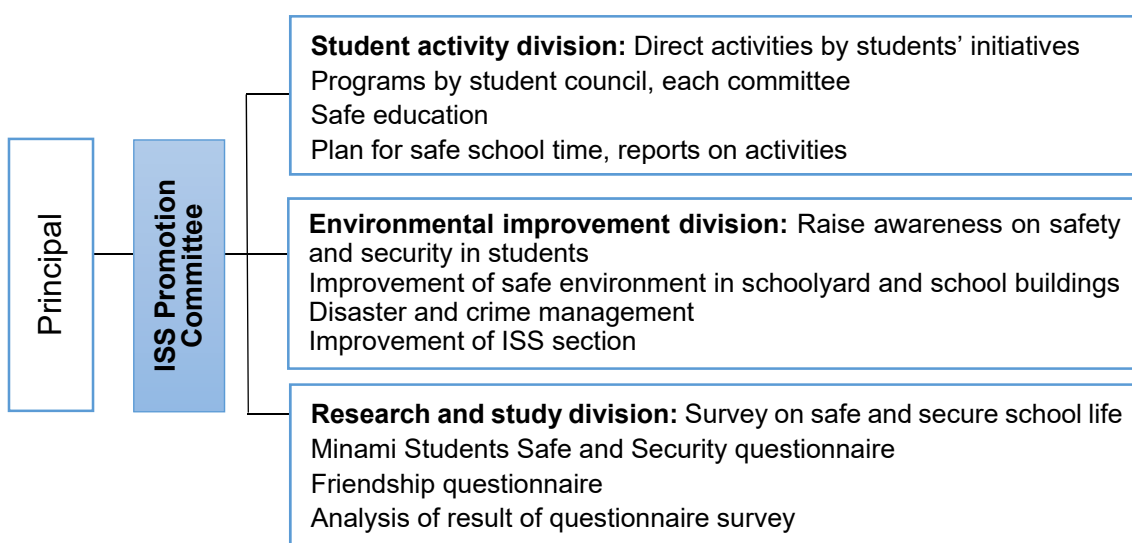 Principal
ISS Promotion
Committee
Student activity division: Direct activities by students’ initiatives
Programs by student council, each committee
Safe education
Plan for safe school time, reports on activities
Environmental improvement division: Raise awareness on safety
and security in students
Improvement of safe environment in schoolyard and school buildings
Disaster and crime management
Improvement of ISS section
Research and study division: Survey on safe and secure school life
Minami Students Safe and Security questionnaire
Friendship questionnaire
Analysis of result of questionnaire survey